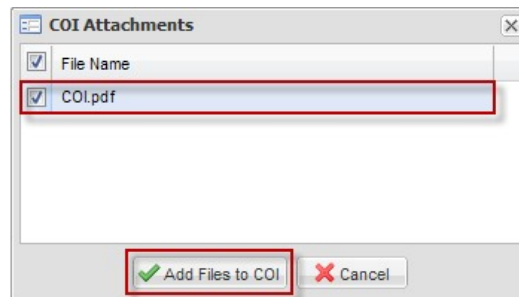 COI Attachments
File Name
COI.pdf
Add Files to COI Cancel